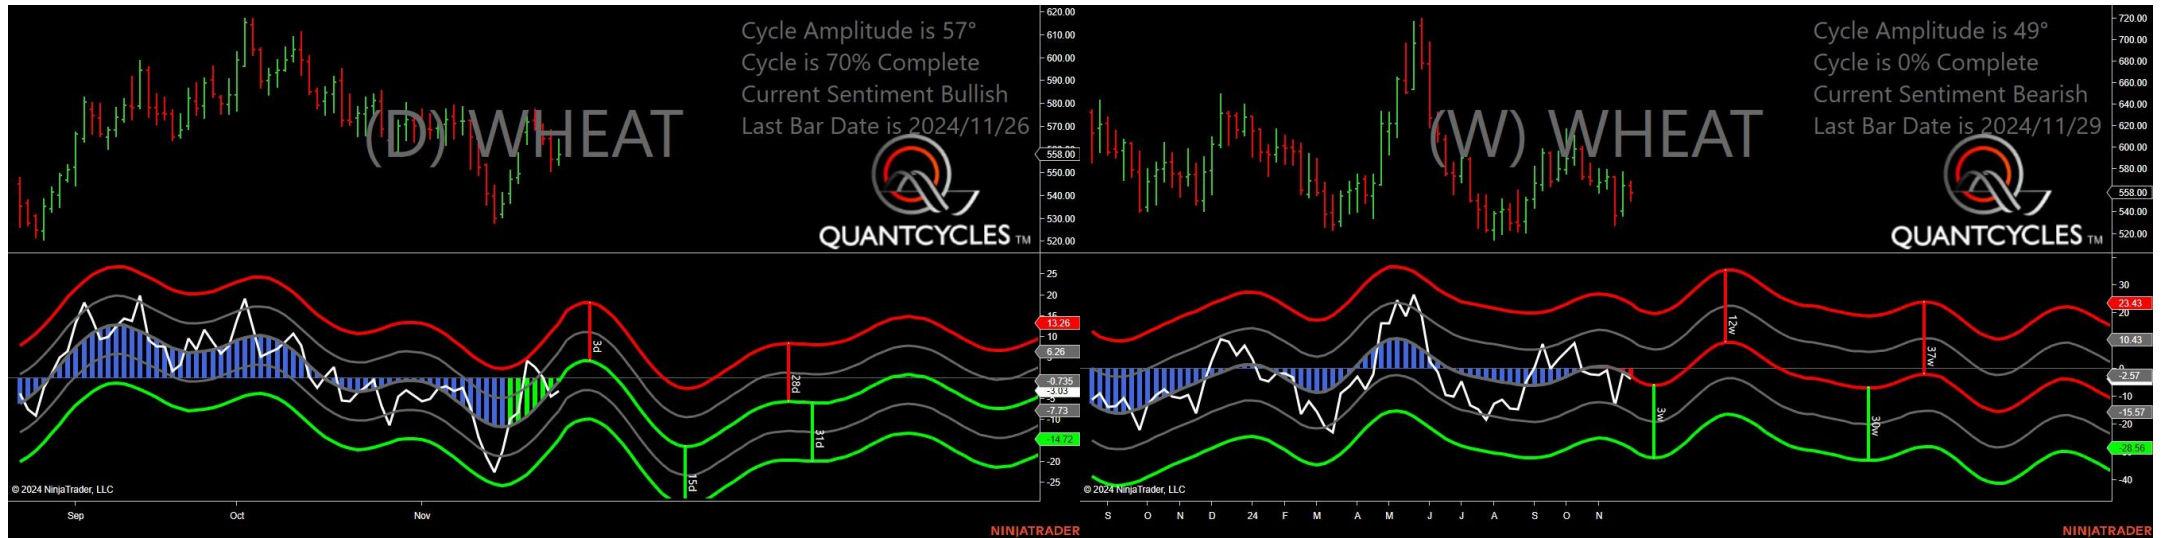 Cycle Amplitude is 57°
Cycle is 70% Complete
Current Sentiment Bullish
Last Bar Date is 2024/11/26
(D) WHEAT
QUANTCYCLES TM
620.00
610.00
600.00
590.00
580.00
570.00
558.00
550.00
540.00
530.00
520.00
25
20
15
13.26
10
6.26
-0.735
-3.03
-5
-7.73
-10
-14.72
-20
-25
3d
28d
31d
15d
© 2024 NinjaTrader, LLC
Sep Oct Nov
NINJATRADER
Cycle Amplitude is 49°
Cycle is 0% Complete
Current Sentiment Bearish
Last Bar Date is 2024/11/29
(W) WHEAT
QUANTCYCLES TM
720.00
700.00
680.00
660.00
640.00
620.00
600.00
580.00
558.00
540.00
520.00
30
23.43
20
10.43
0
-2.57
-10
-15.57
-20
-28.56
-40
12w
37w
3w
30w
© 2024 NinjaTrader, LLC
S O N D 24 F M A M J J A S O N
NINJATRADER